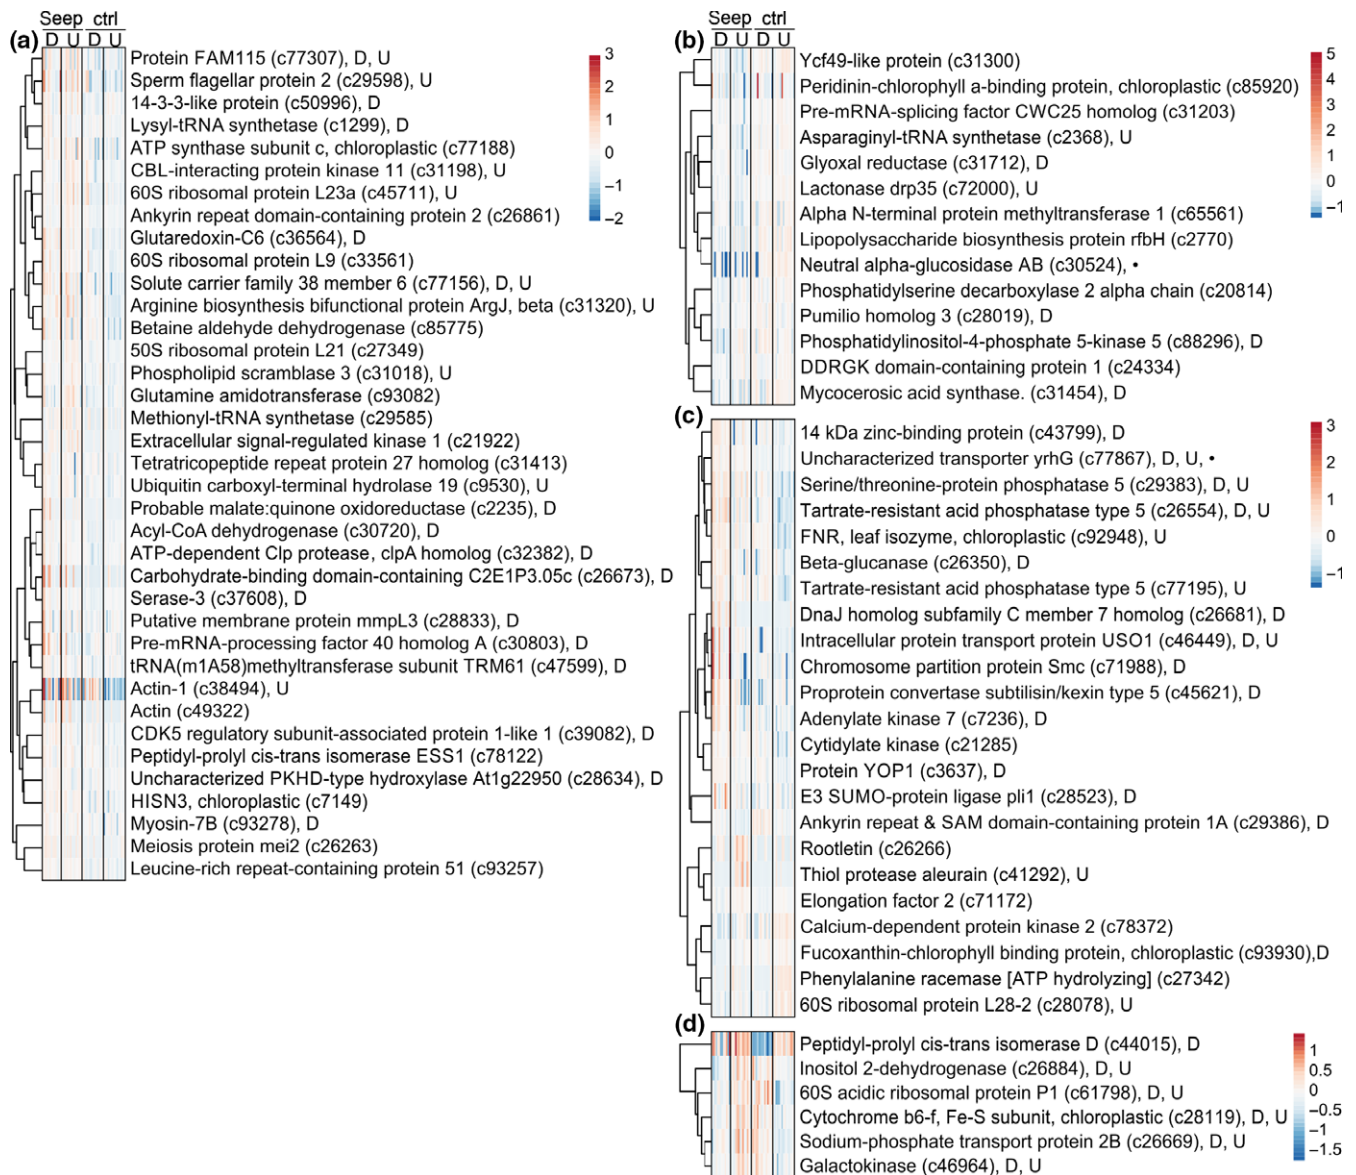 Seep ctrl
D U D U
(a)
Protein FAM115 (c77307), D, U
Sperm flagellar protein 2 (c29598), U
14-3-3-like protein (c50996), D
Lysyl-tRNA synthetase (c1299), D
ATP synthase subunit c, chloroplastic (c77188)
CBL-interacting protein kinase 11 (c31198), U
60S ribosomal protein L23a (c45711), U
Ankyrin repeat domain-containing protein 2 (c26861)
Glutaredoxin-C6 (c36564), D
60S ribosomal protein L9 (c33561)
Solute carrier family 38 member 6 (c77156), D, U
Arginine biosynthesis bifunctional protein ArgJ, beta (c31320), U
Betaine aldehyde dehydrogenase (c85775)
50S ribosomal protein L21 (c27349)
Phospholipid scramblase 3 (c31018), U
Glutamine amidotransferase (c93082)
Methionyl-tRNA synthetase (c29585)
Extracellular signal-regulated kinase 1 (c21922)
Tetratricopeptide repeat protein 27 homolog (c31413)
Ubiquitin carboxyl-terminal hydrolase 19 (c9530), U
Probable malate:quinone oxidoreductase (c2235), D
Acyl-CoA dehydrogenase (c30720), D
ATP-dependent Clp protease, clpA homolog (c32382), D
Carbohydrate-binding domain-containing C2E1P3.05c (c26673), D
Serase-3 (c37608), D
Putative membrane protein mmpL3 (c28833), D
Pre-mRNA-processing factor 40 homolog A (c30803), D
tRNA(m1A58)methyltransferase subunit TRM61 (c47599), D
Actin-1 (c38494), U
Actin (c49322)
CDK5 regulatory subunit-associated protein 1-like 1 (c39082), D
Peptidyl-prolyl cis-trans isomerase ESS1 (c78122)
Uncharacterized PKHD-type hydroxylase At1g22950 (c28634), D
HISN3, chloroplastic (c7149)
Myosin-7B (c93278), D
Meiosis protein mei2 (c26263)
Leucine-rich repeat-containing protein 51 (c93257)
3
2
1
0
−1
−2
Seep ctrl
D U D U
(b)
Ycf49-like protein (c31300)
Peridinin-chlorophyll a-binding protein, chloroplastic (c85920)
Pre-mRNA-splicing factor CWC25 homolog (c31203)
Asparaginyl-tRNA synthetase (c2368), U
Glyoxal reductase (c31712), D
Lactonase drp35 (c72000), U
Alpha N-terminal protein methyltransferase 1 (c65561)
Lipopolysaccharide biosynthesis protein rfbH (c2770)
Neutral alpha-glucosidase AB (c30524), •
Phosphatidylserine decarboxylase 2 alpha chain (c20814)
Pumilio homolog 3 (c28019), D
Phosphatidylinositol-4-phosphate 5-kinase 5 (c88296), D
DDRGK domain-containing protein 1 (c24334)
Mycocerosic acid synthase. (c31454), D
5
4
3
2
1
0
−1
(c)
14 kDa zinc-binding protein (c43799), D
Uncharacterized transporter yrhG (c77867), D, U, •
Serine/threonine-protein phosphatase 5 (c29383), D, U
Tartrate-resistant acid phosphatase type 5 (c26554), D, U
FNR, leaf isozyme, chloroplastic (c92948), U
Beta-glucanase (c26350), D
Tartrate-resistant acid phosphatase type 5 (c77195), U
DnaJ homolog subfamily C member 7 homolog (c26681), D
Intracellular protein transport protein USO1 (c46449), D, U
Chromosome partition protein Smc (c71988), D
Proprotein convertase subtilisin/kexin type 5 (c45621), D
Adenylate kinase 7 (c7236), D
Cytidylate kinase (c21285)
Protein YOP1 (c3637), D
E3 SUMO-protein ligase pli1 (c28523), D
Ankyrin repeat & SAM domain-containing protein 1A (c29386), D
Rootletin (c26266)
Thiol protease aleurain (c41292), U
Elongation factor 2 (c71172)
Calcium-dependent protein kinase 2 (c78372)
Fucoxanthin-chlorophyll binding protein, chloroplastic (c93930),D
Phenylalanine racemase [ATP hydrolyzing] (c27342)
60S ribosomal protein L28-2 (c28078), U
3
2
1
0
−1
(d)
Peptidyl-prolyl cis-trans isomerase D (c44015), D
Inositol 2-dehydrogenase (c26884), D, U
60S acidic ribosomal protein P1 (c61798), D, U
Cytochrome b6-f, Fe-S subunit, chloroplastic (c28119), D, U
Sodium-phosphate transport protein 2B (c26669), D, U
Galactokinase (c46964), D, U
1
0.5
0
−0.5
−1
−1.5